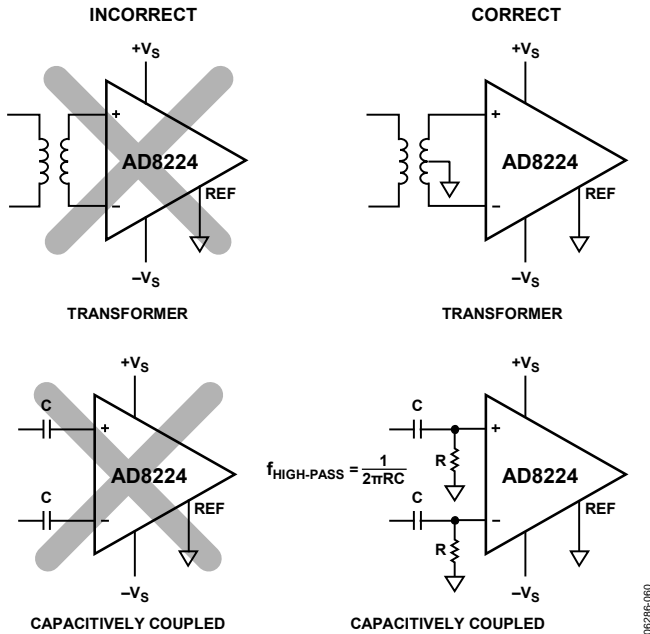 INCORRECT
CORRECT
+VS
+
AD8224
−
REF
−VS
TRANSFORMER
+VS
+
AD8224
−
REF
−VS
TRANSFORMER
+VS
C
+
AD8224
C
−
REF
−VS
CAPACITIVELY COUPLED
fHIGH-PASS = 1/2πRC
+VS
C
+
R
AD8224
C
−
REF
R
−VS
CAPACITIVELY COUPLED
06286-060